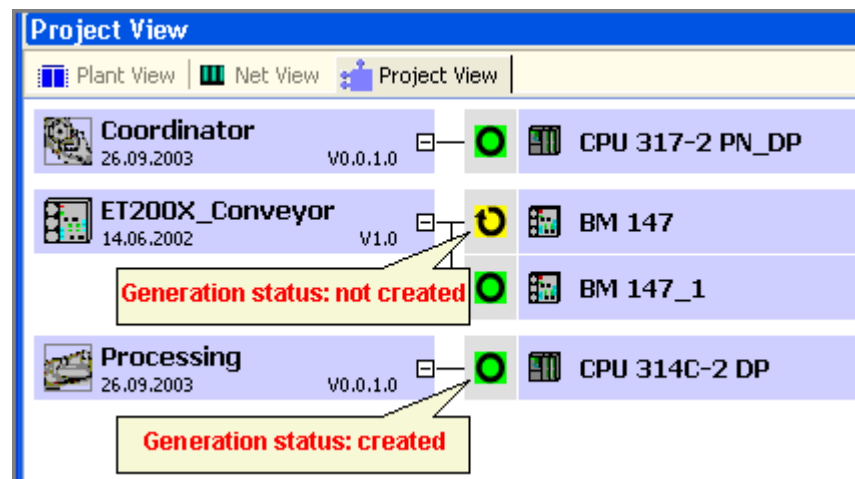 Project View
Plant View Net View Project View
Coordinator
26.09.2003 V0.0.1.0
CPU 317-2 PN_DP
ET200X_Conveyor
14.06.2002 V1.0
BM 147
Generation status: not created
BM 147_1
Processing
26.09.2003 V0.0.1.0
CPU 314C-2 DP
Generation status: created